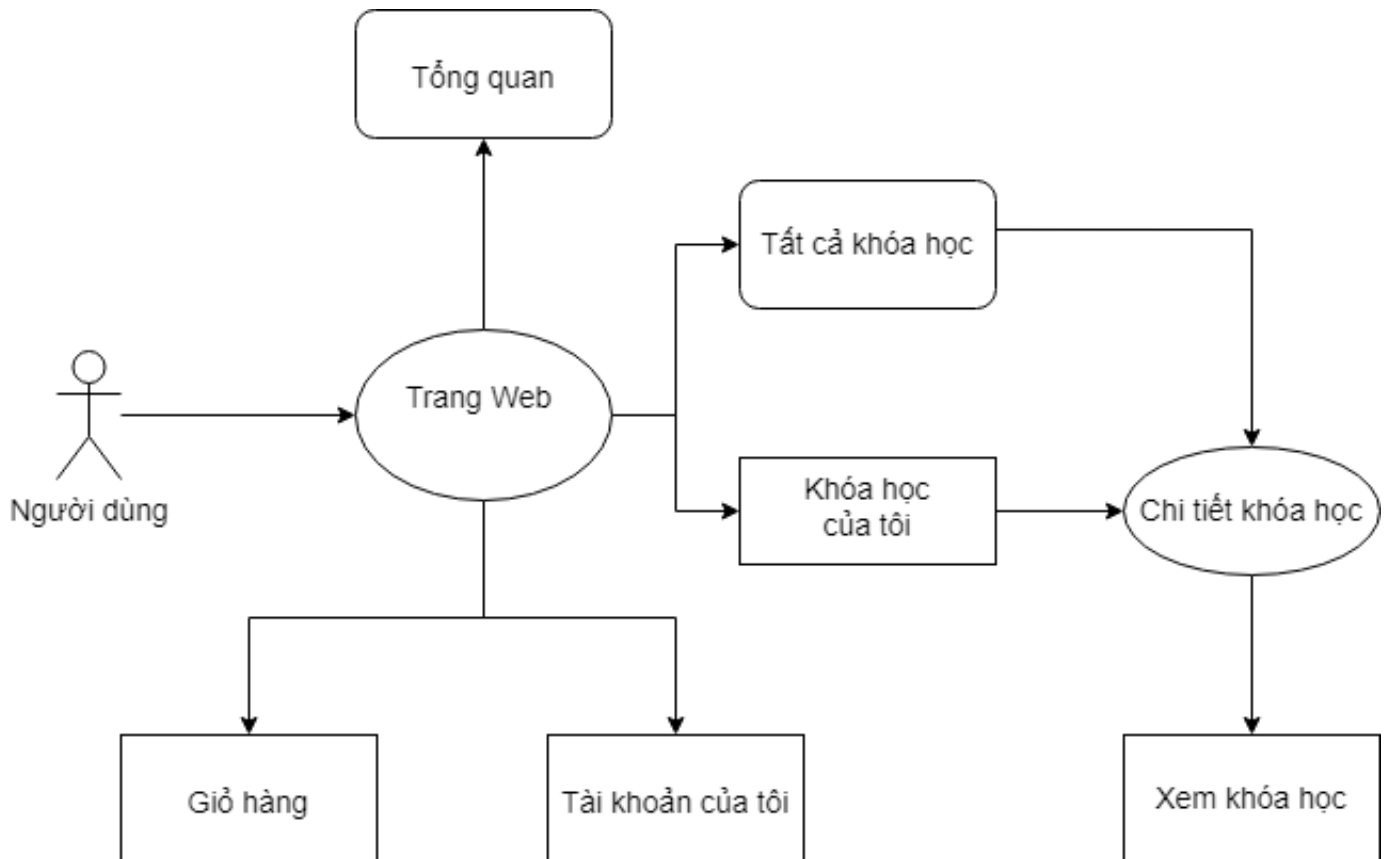 Tổng quan
Tất cả khóa học
Trang Web
Người dùng
Khóa học
của tôi
Chi tiết khóa học
Giỏ hàng
Tài khoản của tôi
Xem khóa học